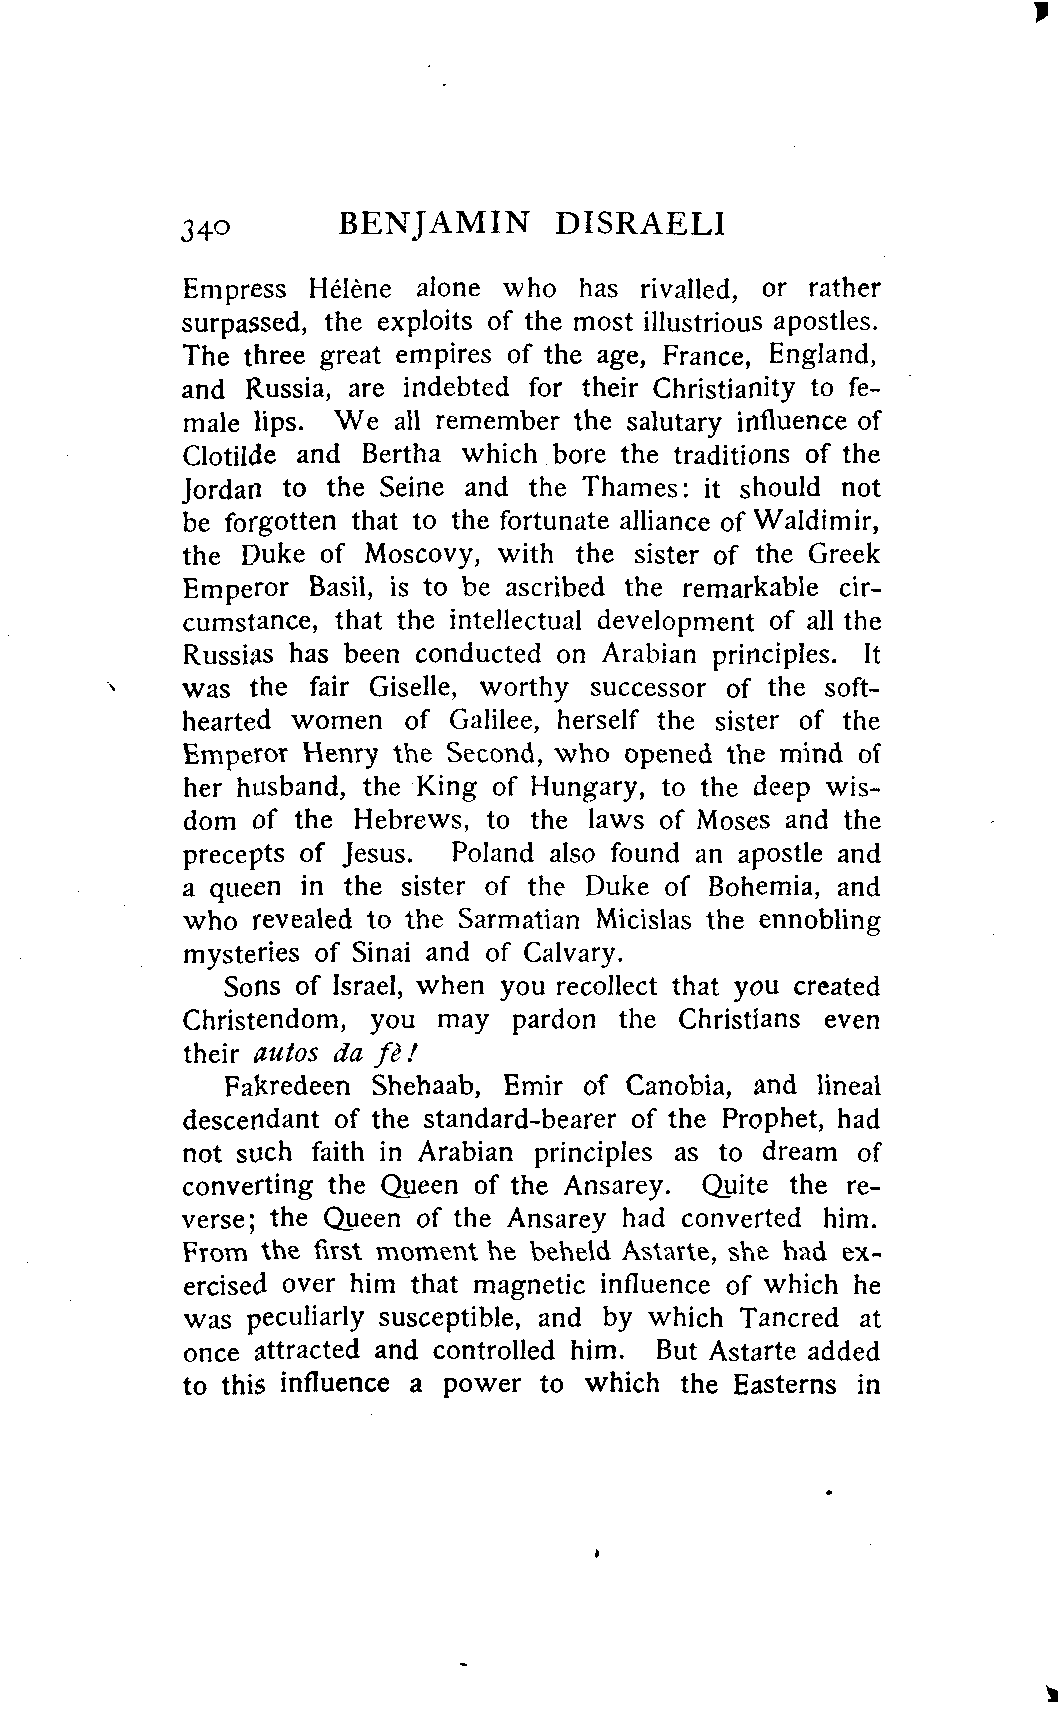 340 BENJAMIN DISRAELI
Empress Hélène alone who has rivalled, or rather
surpassed, the exploits of the most illustrious apostles.
The three great empires of the age, France, England,
and Russia, are indebted for their Christianity to fe-
male lips. We all remember the salutary influence of
Clotilde and Bertha which bore the traditions of the
Jordan to the Seine and the Thames: it should not
be forgotten that to the fortunate alliance of Waldimir,
the Duke of Moscovy, with the sister of the Greek
Emperor Basil, is to be ascribed the remarkable cir-
cumstance, that the intellectual development of all the
Russias has been conducted on Arabian principles. It
was the fair Giselle, worthy successor of the soft-
hearted women of Galilee, herself the sister of the
Emperor Henry the Second, who opened the mind of
her husband, the King of Hungary, to the deep wis-
dom of the Hebrews, to the laws of Moses and the
precepts of Jesus. Poland also found an apostle and
a queen in the sister of the Duke of Bohemia, and
who revealed to the Sarmatian Micislas the ennobling
mysteries of Sinai and of Calvary.
Sons of Israel, when you recollect that you created
Christendom, you may pardon the Christians even
their autos da fè!
Fakredeen Shehaab, Emir of Canobia, and lineal
descendant of the standard-bearer of the Prophet, had
not such faith in Arabian principles as to dream of
converting the Queen of the Ansarey. Quite the re-
verse; the Queen of the Ansarey had converted him.
From the first moment he beheld Astarte, she had ex-
ercised over him that magnetic influence of which he
was peculiarly susceptible, and by which Tancred at
once attracted and controlled him. But Astarte added
to this influence a power to which the Easterns in